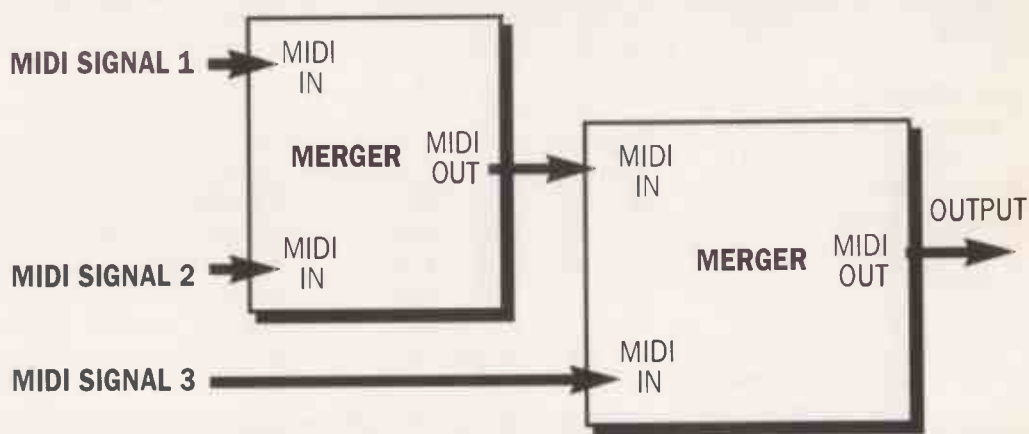 MIDI SIGNAL 1
MIDI
IN
MERGER
MIDI
OUT
MIDI SIGNAL 2
MIDI
IN
MIDI
IN
MERGER
MIDI
OUT
OUTPUT
MIDI SIGNAL 3
MIDI
IN